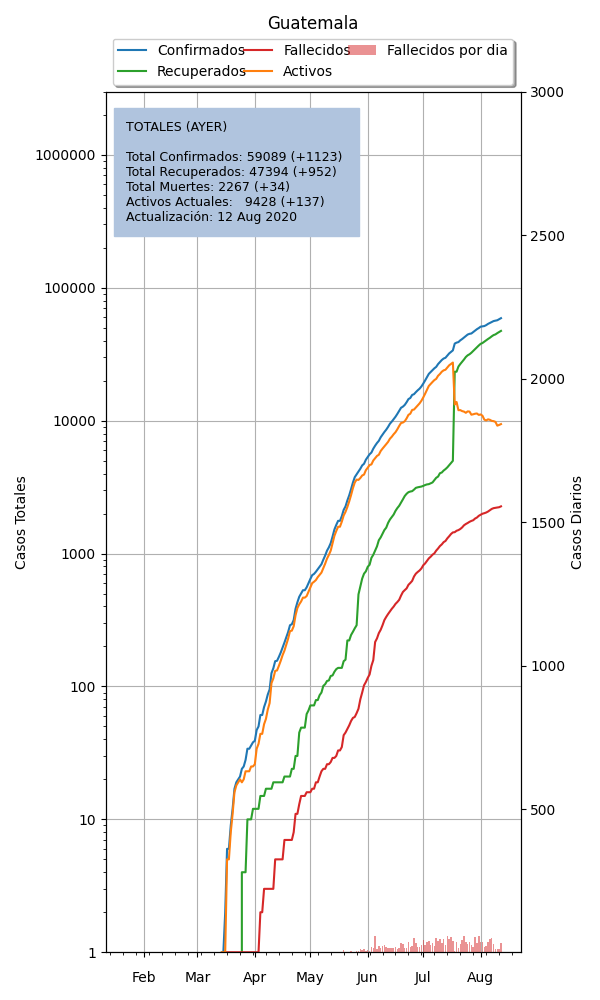 Guatemala
Confirmados
Recuperados
Fallecidos
Activos
Fallecidos por dia
TOTALES (AYER)
Total Confirmados: 59089 (+1123)
Total Recuperados: 47394 (+952)
Total Muertes: 2267 (+34)
Activos Actuales:   9428 (+137)
Actualización: 12 Aug 2020
Casos Totales
1000000
100000
10000
1000
100
10
1
3000
2500
2000
1500
1000
500
Casos Diarios
Feb Mar Apr May Jun Jul Aug